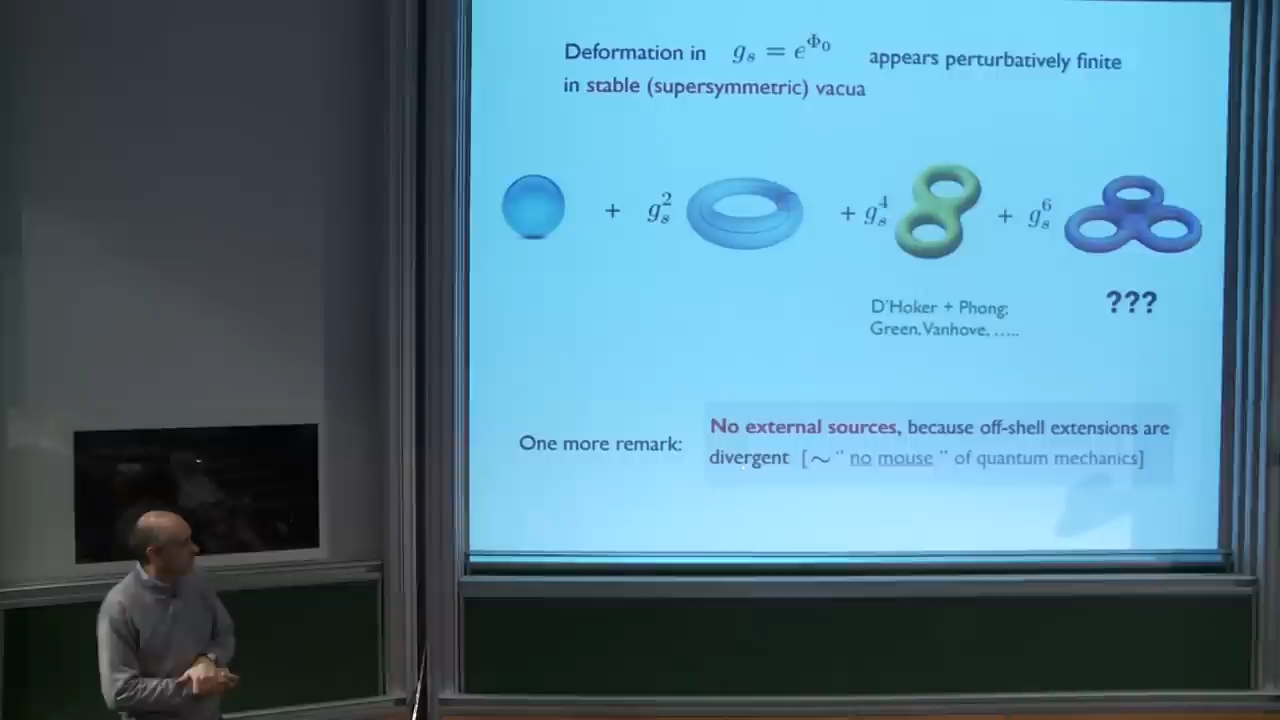 Deformation in g_s = e^{Φ_0} appears perturbatively finite
in stable (supersymmetric) vacua
+ g_s^2 + g_s^4 + g_s^6
D'Hoker + Phong;
Green, Vanhove, .....
???
One more remark:
No external sources, because off-shell extensions are
divergent [~ " no mouse " of quantum mechanics]